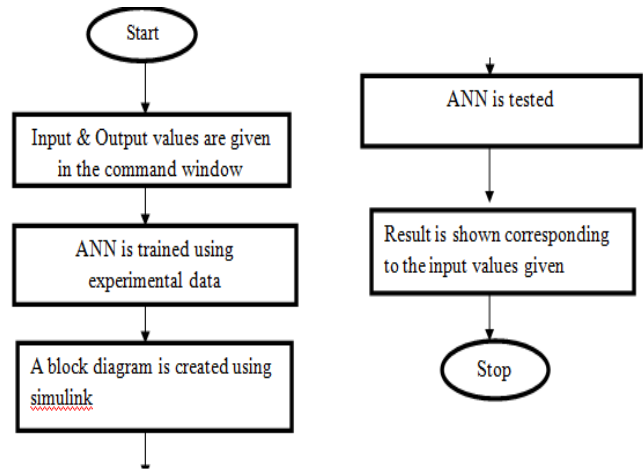 Start
Input & Output values are given
in the command window
ANN is trained using
experimental data
A block diagram is created using
simulink
ANN is tested
Result is shown corresponding
to the input values given
Stop